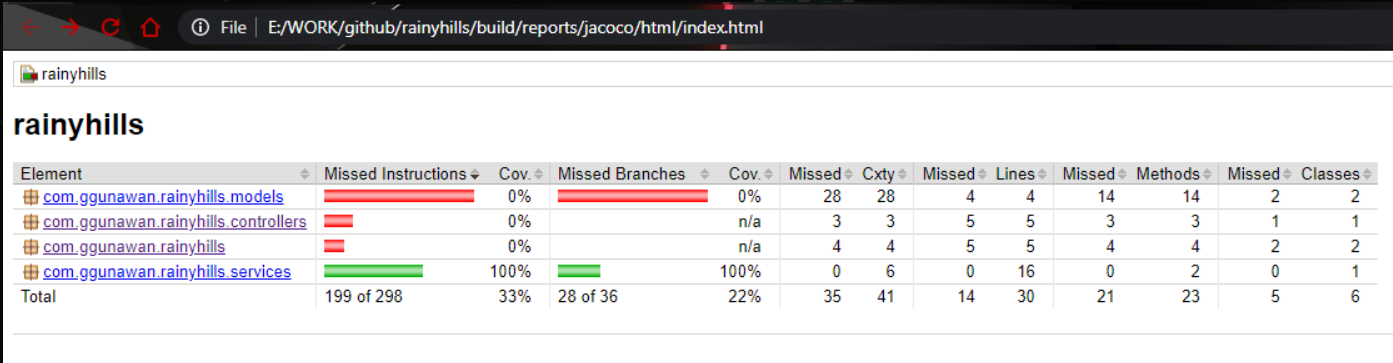 File E:/WORK/github/rainyhills/build/reports/jacoco/html/index.html
rainyhills
rainyhills
Element Missed Instructions Cov. Missed Branches Cov. Missed Cxty Missed Lines Missed Methods Missed Classes
com.ggunawan.rainyhills.models 0% 0% 28 28 4 4 14 14 2 2
com.ggunawan.rainyhills.controllers 0% n/a 3 3 5 5 3 3 1 1
com.ggunawan.rainyhills 0% n/a 4 4 5 5 4 4 2 2
com.ggunawan.rainyhills.services 100% 100% 0 6 0 16 0 2 0 1
Total 199 of 298 33% 28 of 36 22% 35 41 14 30 21 23 5 6